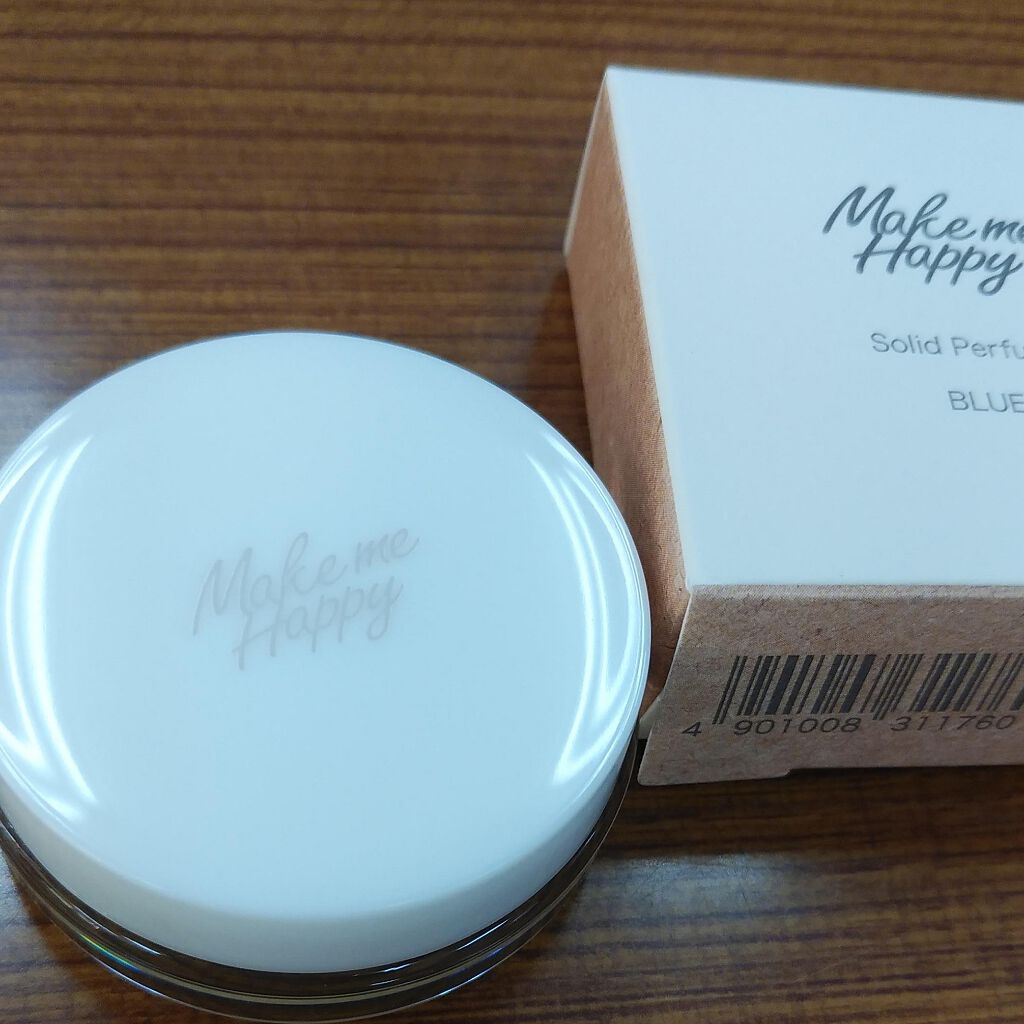 Make me
Happy
Solid Perfu
BLUE
4 901008 311760
Make me
Happy